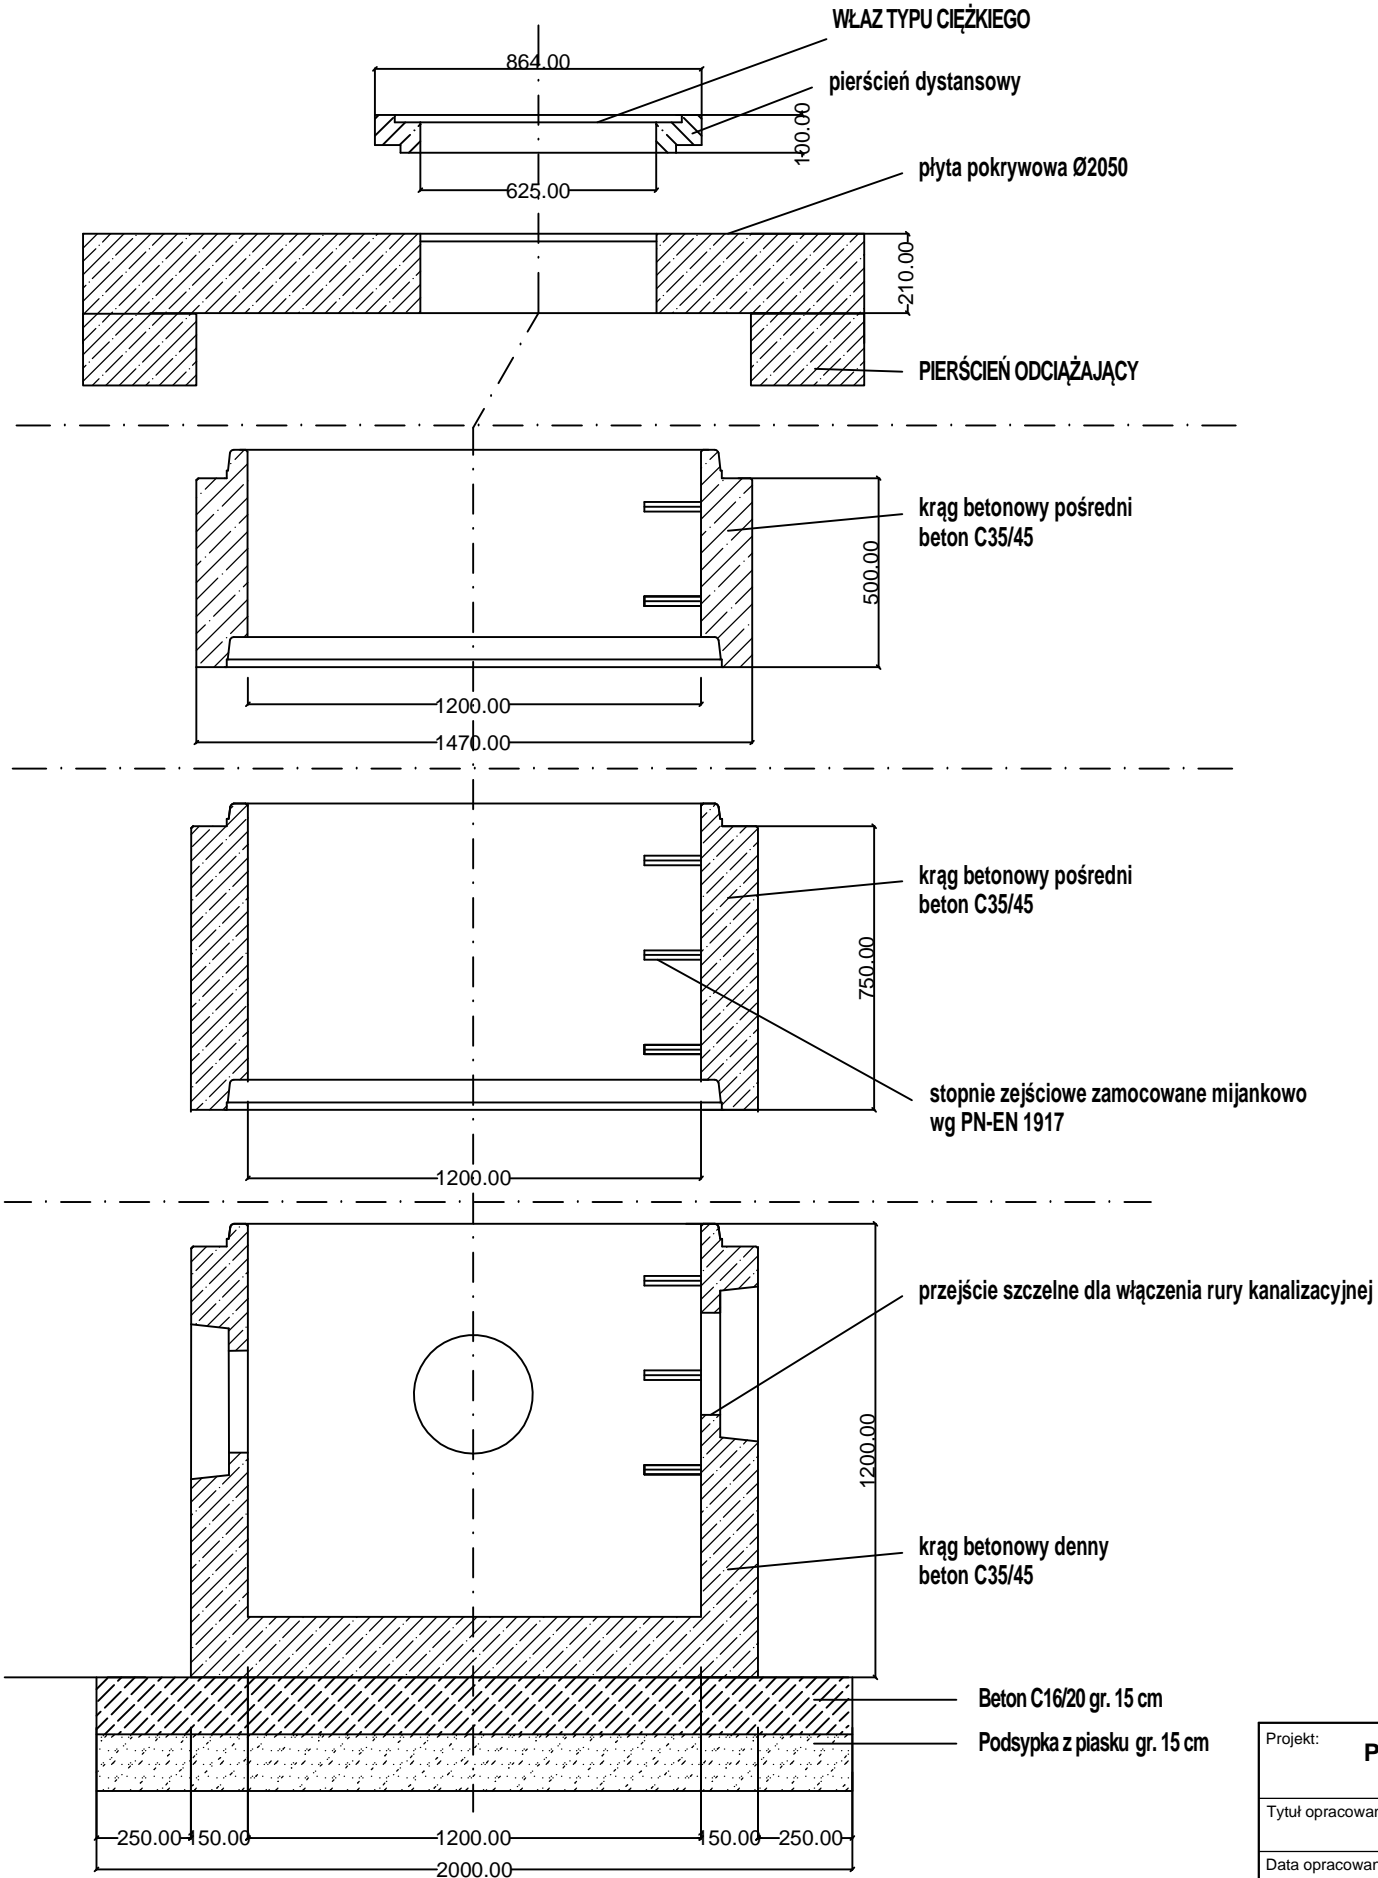 WŁAZ TYPU CIĘŻKIEGO
864.00
pierścień dystansowy
100.00
płyta pokrywowa Ø2050
625.00
210.00
PIERŚCIEŃ ODCIĄŻAJĄCY
krąg betonowy pośredni
beton C35/45
500.00
1200.00
1470.00
krąg betonowy pośredni
beton C35/45
750.00
stopnie zejściowe zamocowane mijankowo
wg PN-EN 1917
1200.00
przejście szczelne dla włączenia rury kanalizacyjnej
1200.00
krąg betonowy denny
beton C35/45
Beton C16/20 gr. 15 cm
Podsypka z piasku gr. 15 cm
250.00 150.00 1200.00 150.00 250.00
2000.00
Projekt:
P
Tytuł opracowan
Data opracowan